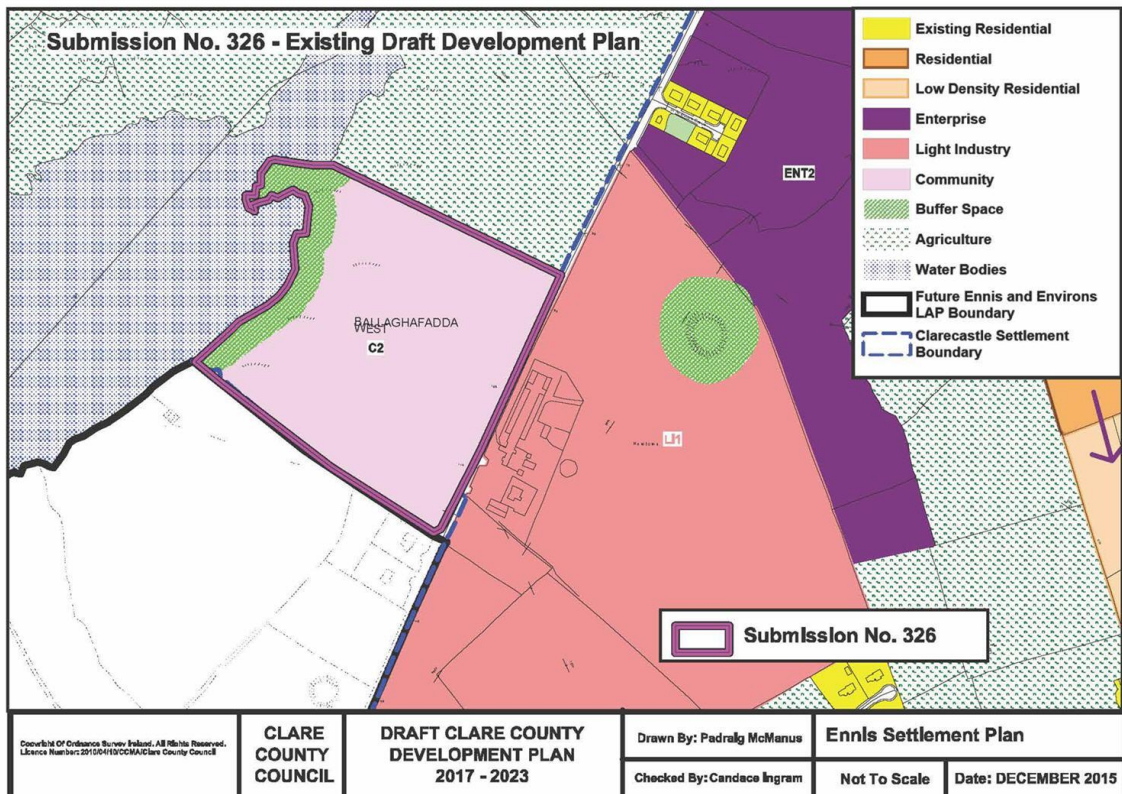 Submission No. 326 - Existing Draft Development Plan
Existing Residential
Residential
Low Density Residential
Enterprise
Light Industry
Community
Buffer Space
Agriculture
Water Bodies
Future Ennis and Environs
LAP Boundary
Clarecastle Settlement
Boundary
ENT2
BALLAGHAFADDA
WEST
C2
LI1
Submission No. 326
Copyright Of Ordnance Survey Ireland. All Rights Reserved.
Licence Number: 2010/04/10/CCMA/Clare County Council
CLARE
COUNTY
COUNCIL
DRAFT CLARE COUNTY
DEVELOPMENT PLAN
2017 - 2023
Drawn By: Padraig McManus
Checked By: Candace Ingram
Ennis Settlement Plan
Not To Scale
Date: DECEMBER 2015